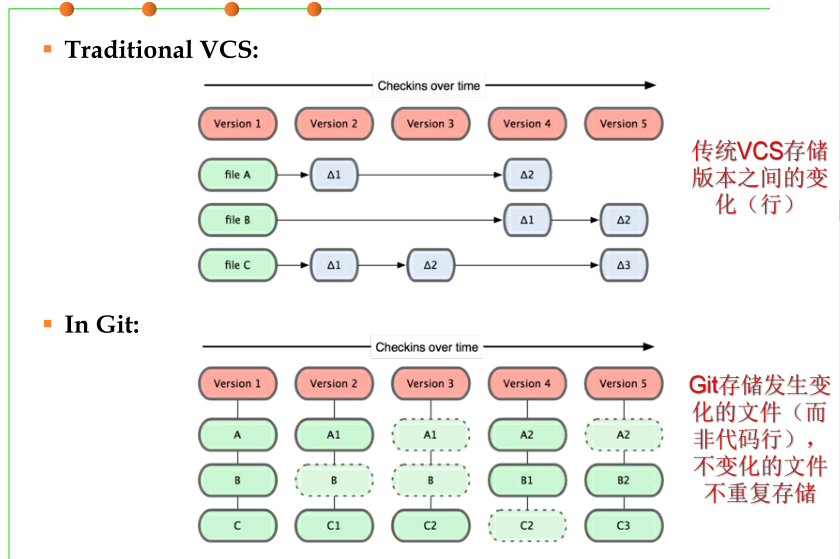 Traditional VCS:
Checkins over time
Version 1 Version 2 Version 3 Version 4 Version 5
file A Δ1 Δ2
file B Δ1 Δ2
file C Δ1 Δ2 Δ3
传统VCS存储
版本之间的变
化（行）
In Git:
Checkins over time
Version 1 Version 2 Version 3 Version 4 Version 5
A A1 A1 A2 A2
B B B B1 B2
C C1 C2 C2 C3
Git存储发生变
化的文件（而
非代码行），
不变化的文件
不重复存储